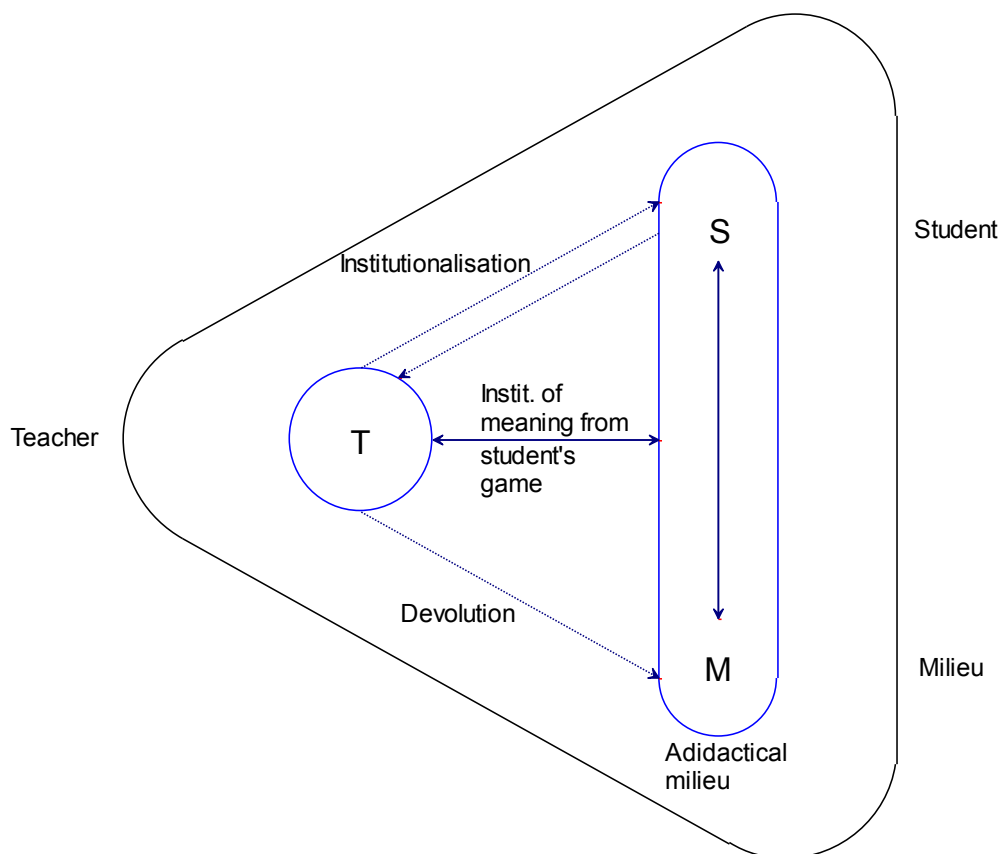 S
Student
Institutionalisation
Instit. of
meaning from
student's
game
Teacher
T
Devolution
M
Milieu
Adidactical
milieu